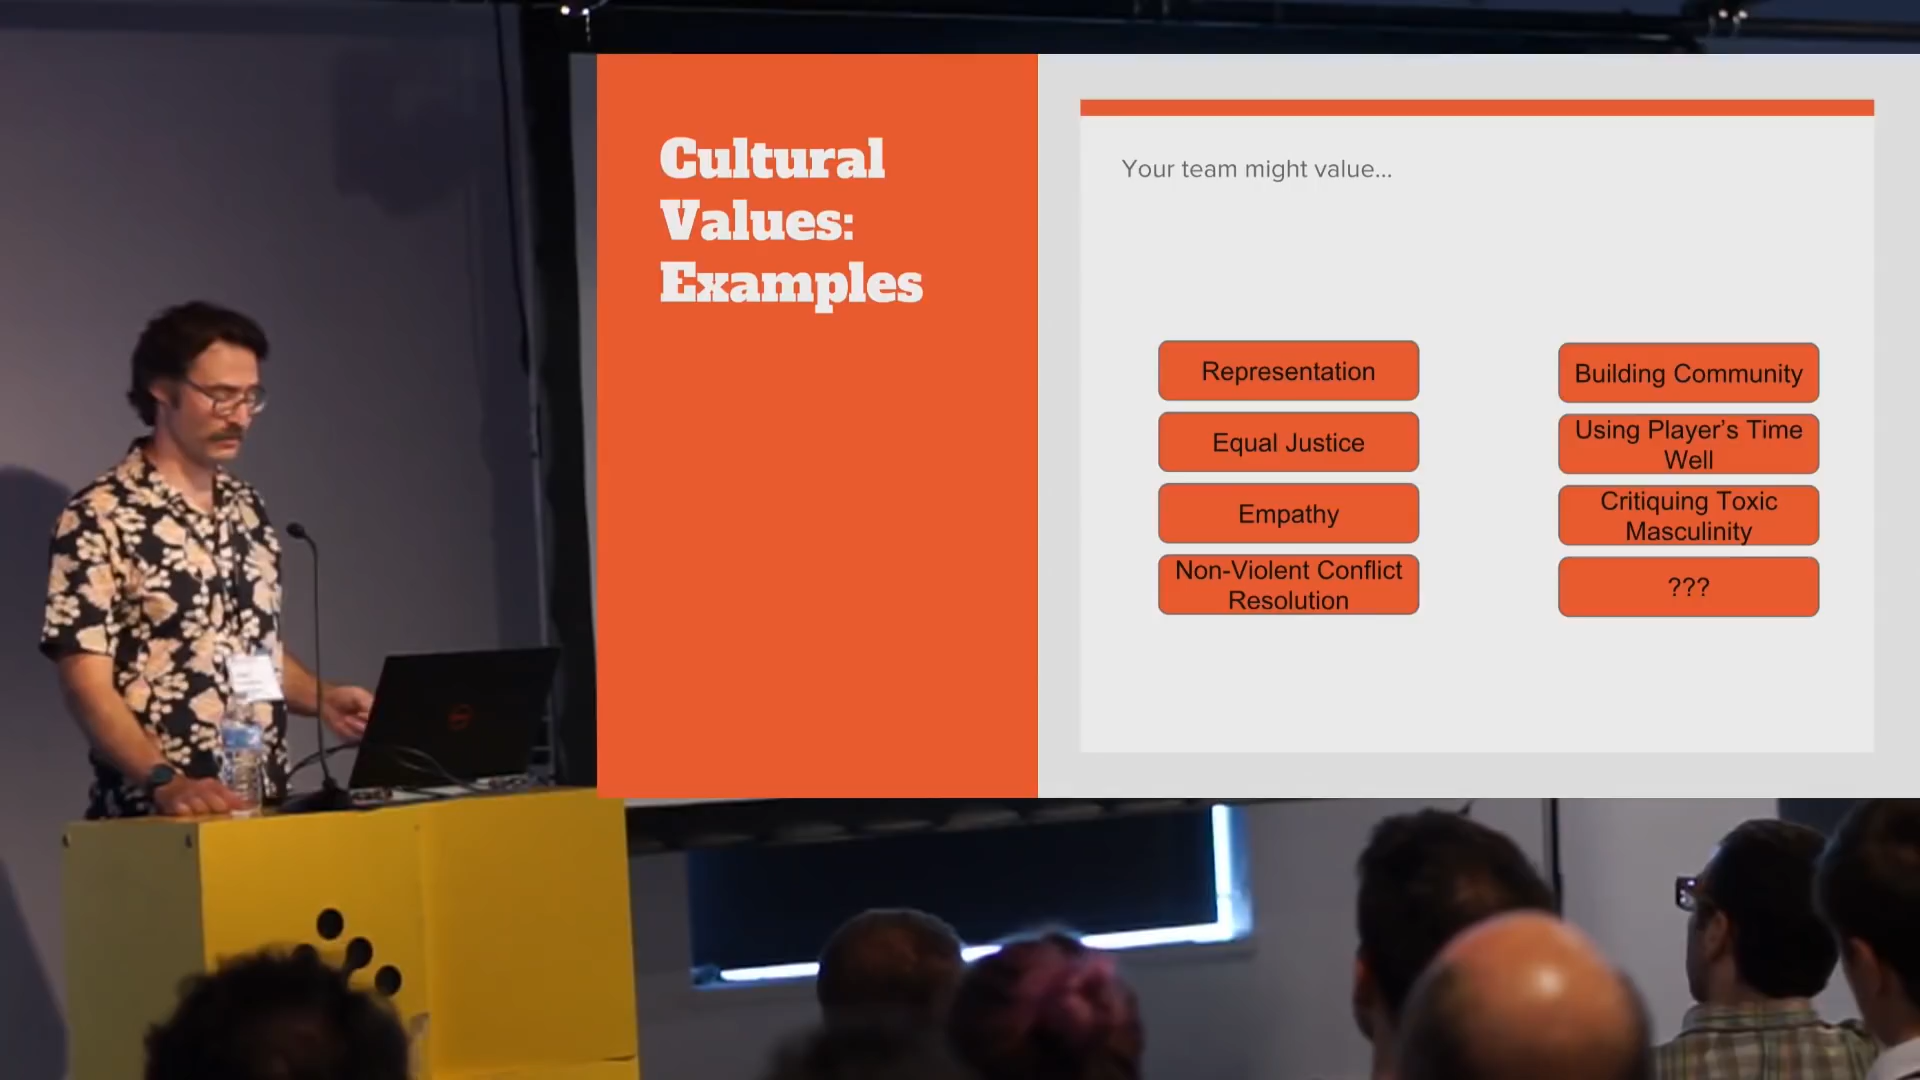 Cultural
Values:
Examples
Your team might value...
Representation
Equal Justice
Empathy
Non-Violent Conflict
Resolution
Building Community
Using Player's Time
Well
Critiquing Toxic
Masculinity
???